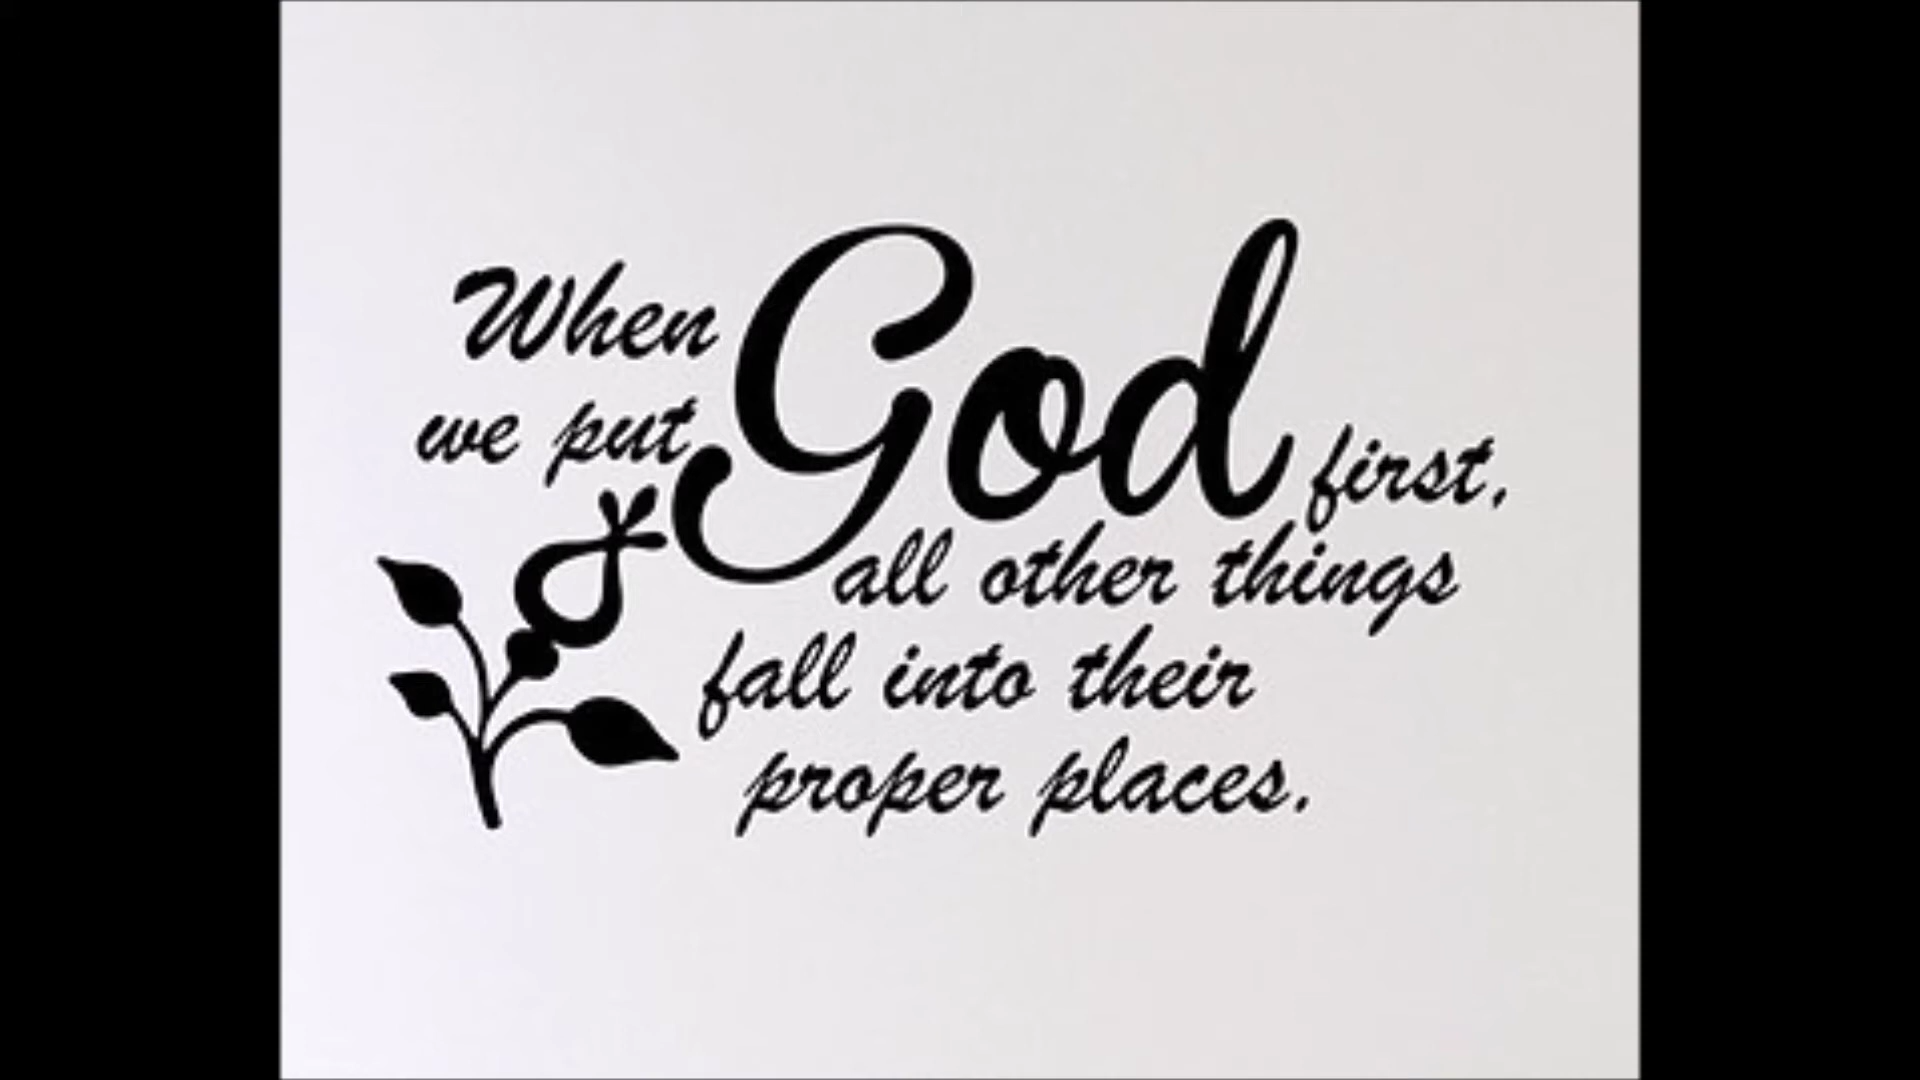 When
we put God first,
all other things
fall into their
proper places.